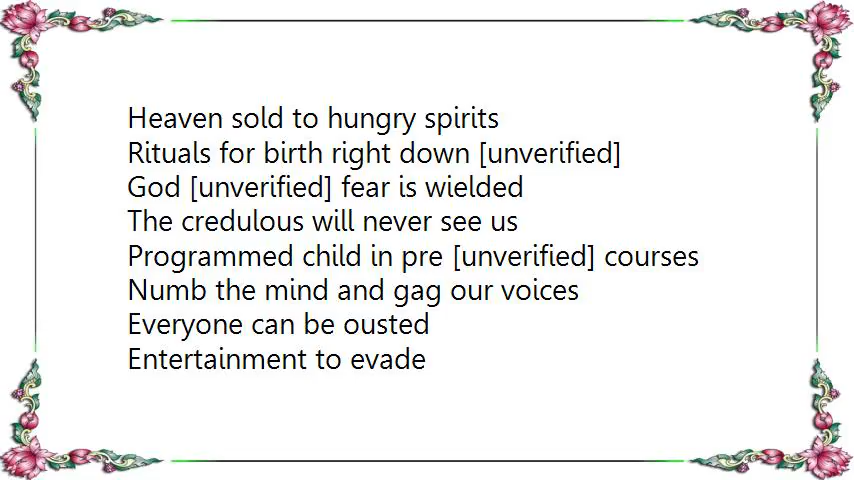 Heaven sold to hungry spirits
Rituals for birth right down [unverified]
God [unverified] fear is wielded
The credulous will never see us
Programmed child in pre [unverified] courses
Numb the mind and gag our voices
Everyone can be ousted
Entertainment to evade